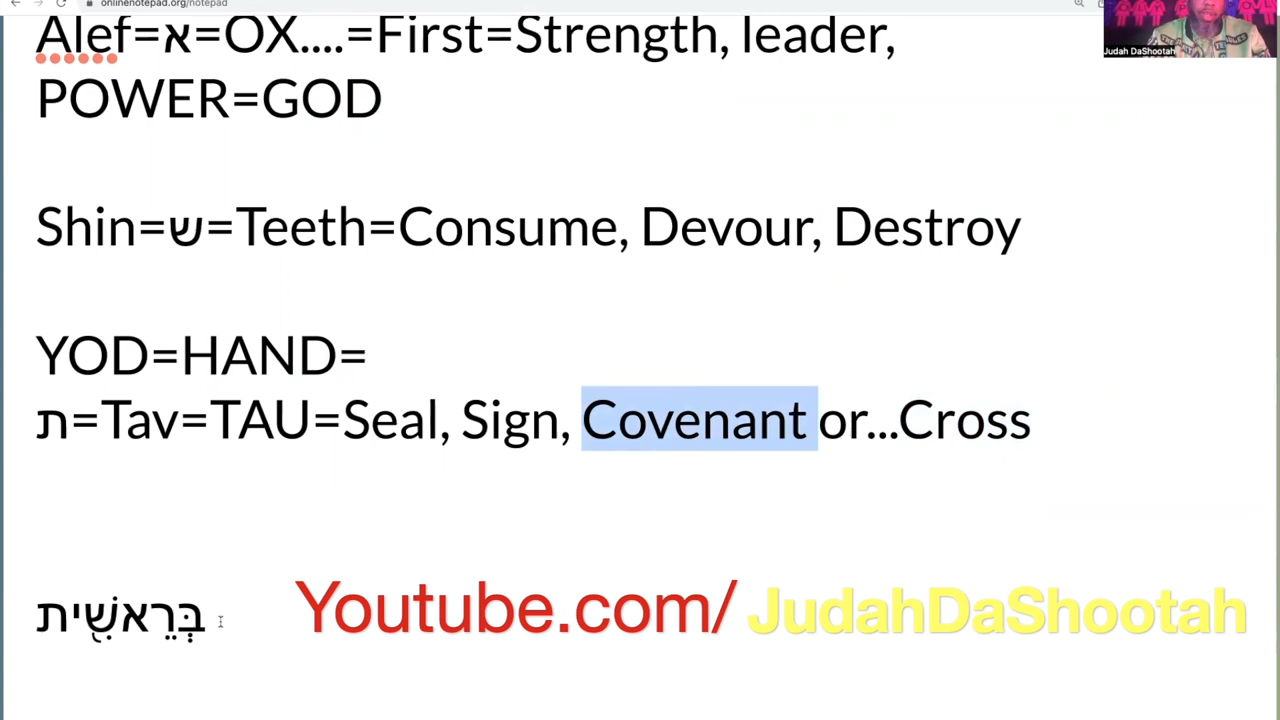 onlinenotepad.org/notepad
Alef=א=OX....=First=Strength, leader,
POWER=GOD
Judah DaShootah
Shin=ש=Teeth=Consume, Devour, Destroy
YOD=HAND=
ת=Tav=TAU=Seal, Sign, Covenant or...Cross
בְּרֵאשִׁ֖ית
Youtube.com/ JudahDaShootah